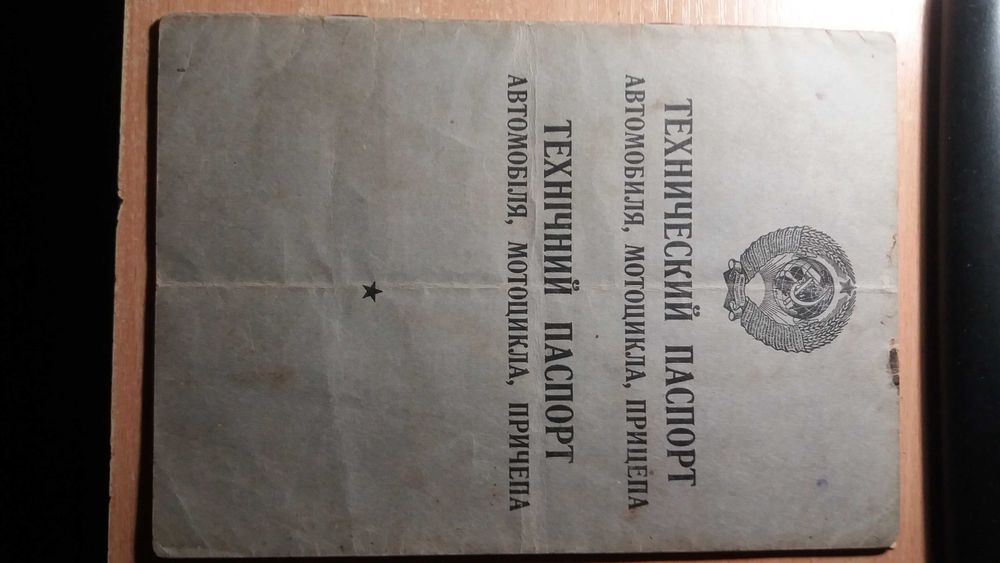 ТЕХНИЧЕСКИЙ ПАСПОРТ
АВТОМОБИЛЯ, МОТОЦИКЛА, ПРИЦЕПА
ТЕХНІЧНИЙ ПАСПОРТ
АВТОМОБІЛЯ, МОТОЦИКЛА, ПРИЧЕПА